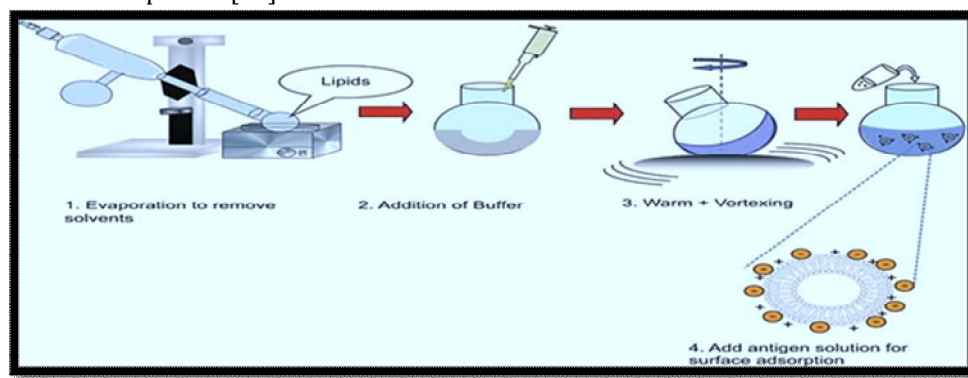 Lipids
1. Evaporation to remove
solvents
2. Addition of Buffer
3. Warm + Vortexing
4. Add antigen solution for
surface adsorption